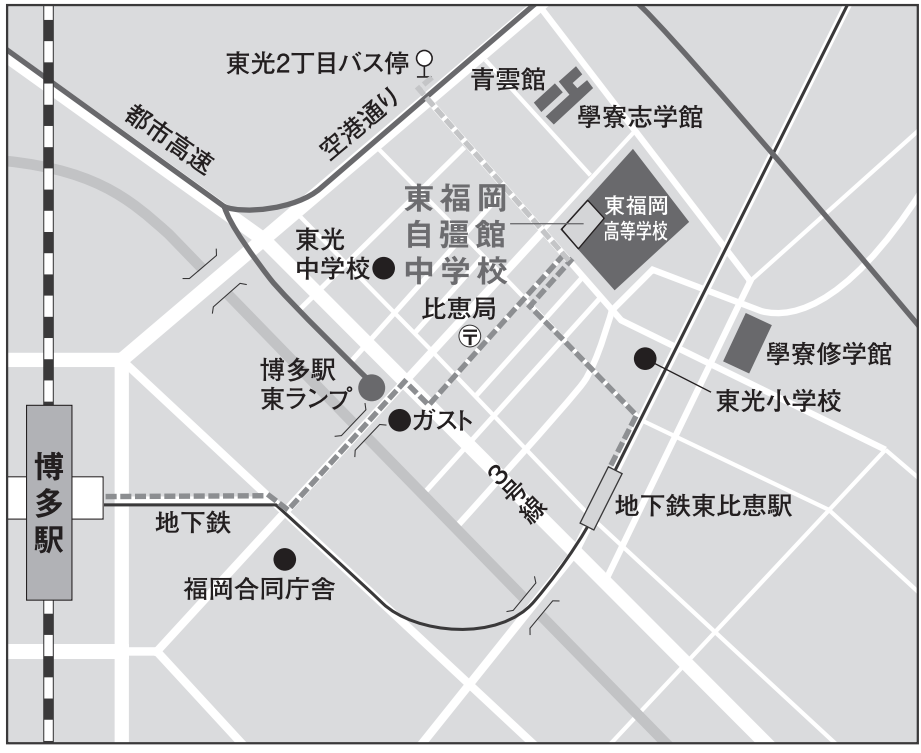 東光2丁目バス停
青雲館
學寮志学館
都市高速
空港通り
東福岡
自彊館
中学校
東福岡
高等学校
東光
中学校
比恵局
〒
學寮修学館
博多駅
東ランプ
東光小学校
ガスト
博多駅
3号線
地下鉄東比恵駅
地下鉄
福岡合同庁舎